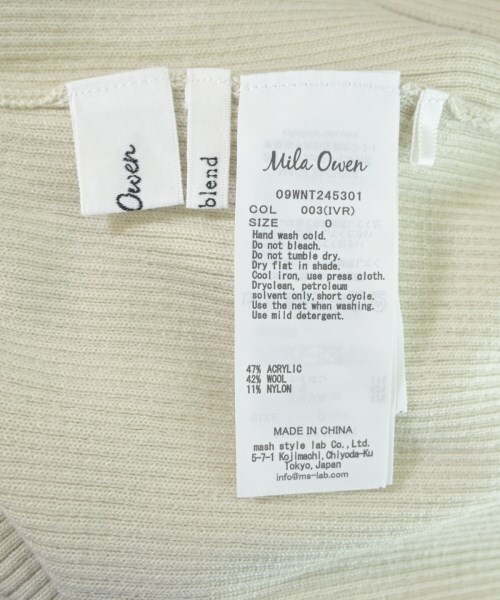 Owen
blend
Mila Owen
09WNT245301
COL 003(IVR)
SIZE 0
Hand wash cold.
Do not bleach.
Do not tumble dry.
Dry flat in shade.
Cool iron, use press cloth.
Dryclean, petroleum
solvent only,short cycle.
Use the net when washing.
Use mild detergent.
47% ACRYLIC
42% WOOL
11% NYLON
MADE IN CHINA
mash style lab Co.,Ltd.
5-7-1 Kojimachi,Chiyoda-Ku
Tokyo,Japan
info@ms-lab.com